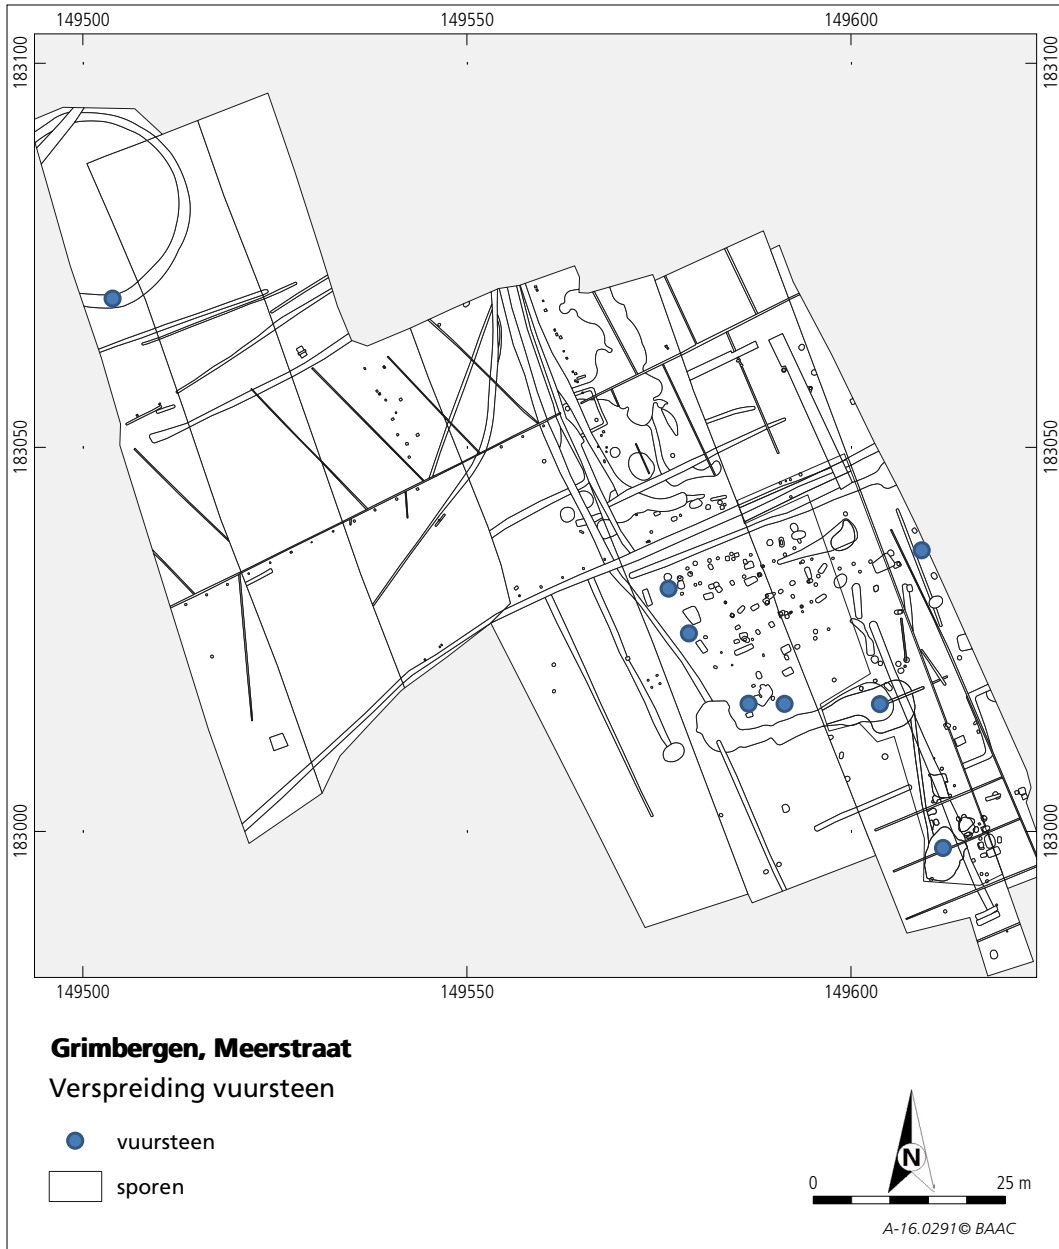 149500 149550 149600
183100 183100
183050 183050
183000 183000
149500 149550 149600
Grimbergen, Meerstraat
Verspreiding vuursteen
vuursteen
sporen
N
0 25 m
A-16.0291© BAAC